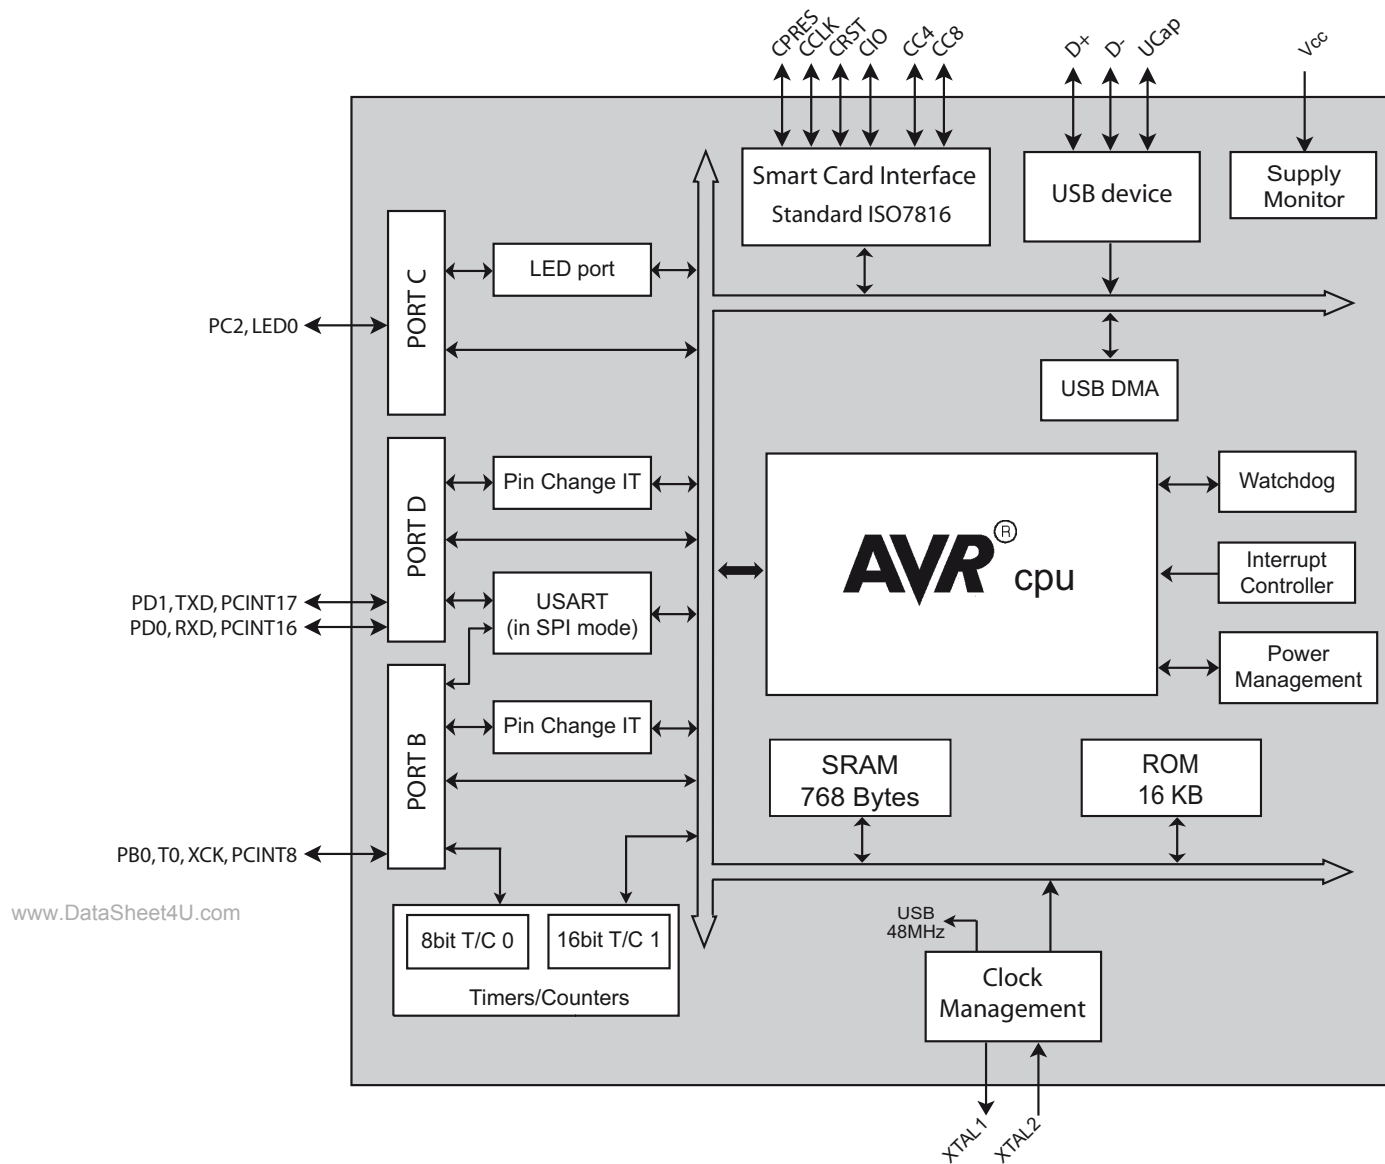 CPRES
CCLK
CRST
CIO
CC4
CC8
D+
D-
UCap
Vcc
Smart Card Interface
Standard ISO7816
USB device
Supply
Monitor
PORT C
LED port
PC2, LED0
USB DMA
PORT D
Pin Change IT
AVR® cpu
Watchdog
Interrupt
Controller
PD1, TXD, PCINT17
PD0, RXD, PCINT16
USART
(in SPI mode)
Power
Management
PORT B
Pin Change IT
SRAM
768 Bytes
ROM
16 KB
PB0, T0, XCK, PCINT8
www.DataSheet4U.com
8bit T/C 0
16bit T/C 1
Timers/Counters
USB
48MHz
Clock
Management
XTAL1
XTAL2